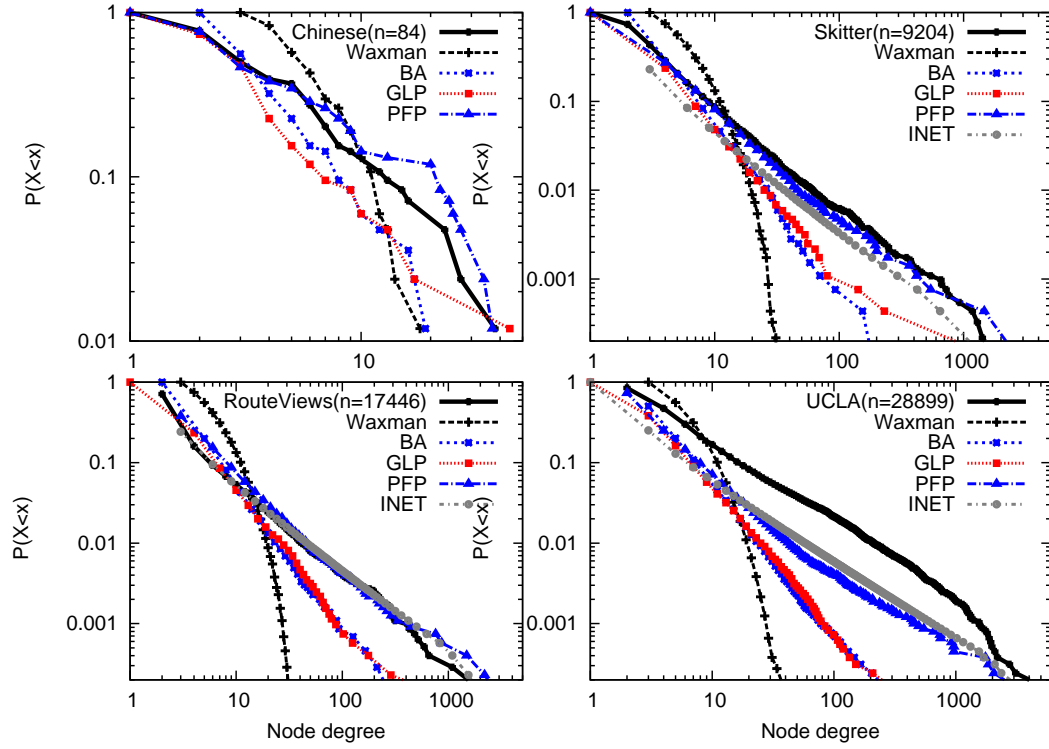 1
0.1
0.01
1
10
P(X<x)
Chinese(n=84)
Waxman
BA
GLP
PFP
1
0.1
0.01
0.001
1
10
100
1000
P(X<x)
Skitter(n=9204)
Waxman
BA
GLP
PFP
INET
1
0.1
0.01
0.001
1
10
100
1000
P(X<x)
Node degree
RouteViews(n=17446)
Waxman
BA
GLP
PFP
INET
1
0.1
0.01
0.001
1
10
100
1000
P(X<x)
Node degree
UCLA(n=28899)
Waxman
BA
GLP
PFP
INET